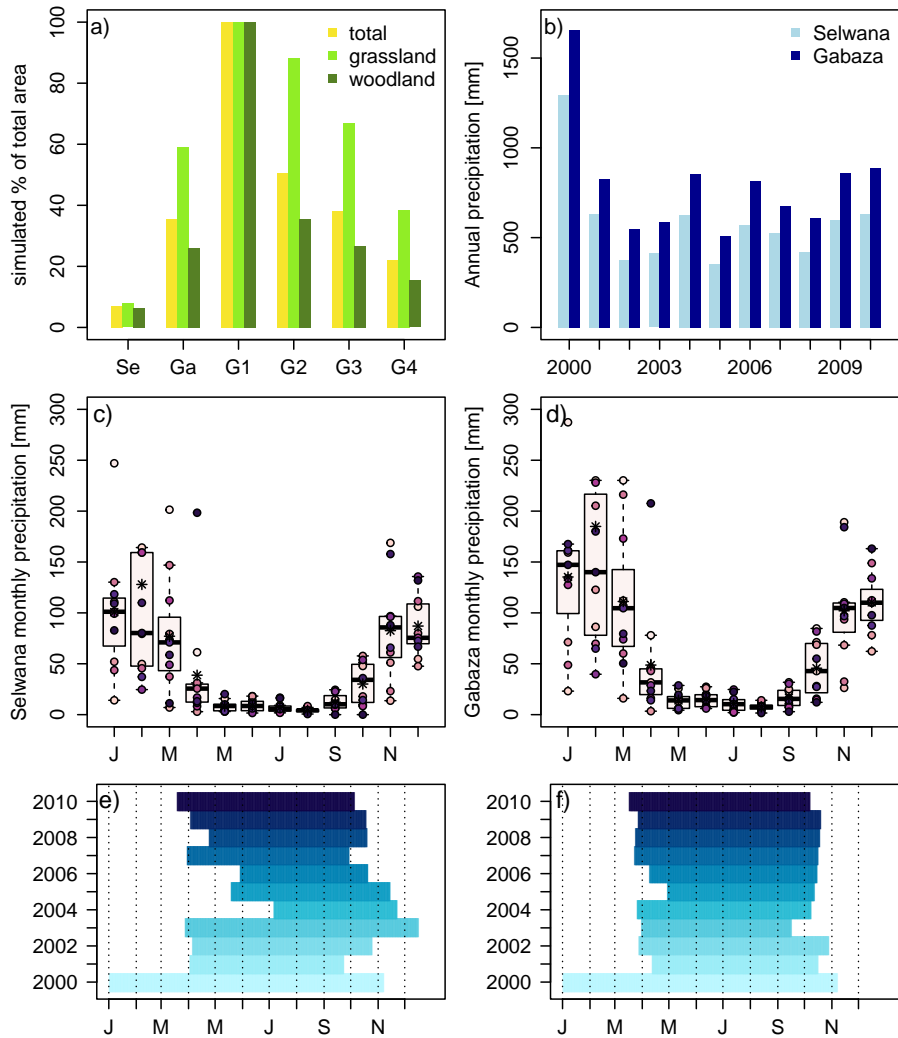 a)
total
grassland
woodland
simulated % of total area
0 20 40 60 80 100
Se Ga G1 G2 G3 G4
b)
Selwana
Gabaza
Annual precipitation [mm]
0 500 1000 1500
2000 2003 2006 2009
c)
Selwana monthly precipitation [mm]
0 50 100 150 200 250 300
J M M J S N
d)
Gabaza monthly precipitation [mm]
0 50 100 150 200 250 300
J M M J S N
e)
2010
2008
2006
2004
2002
2000
J M M J S N
f)
2010
2008
2006
2004
2002
2000
J M M J S N